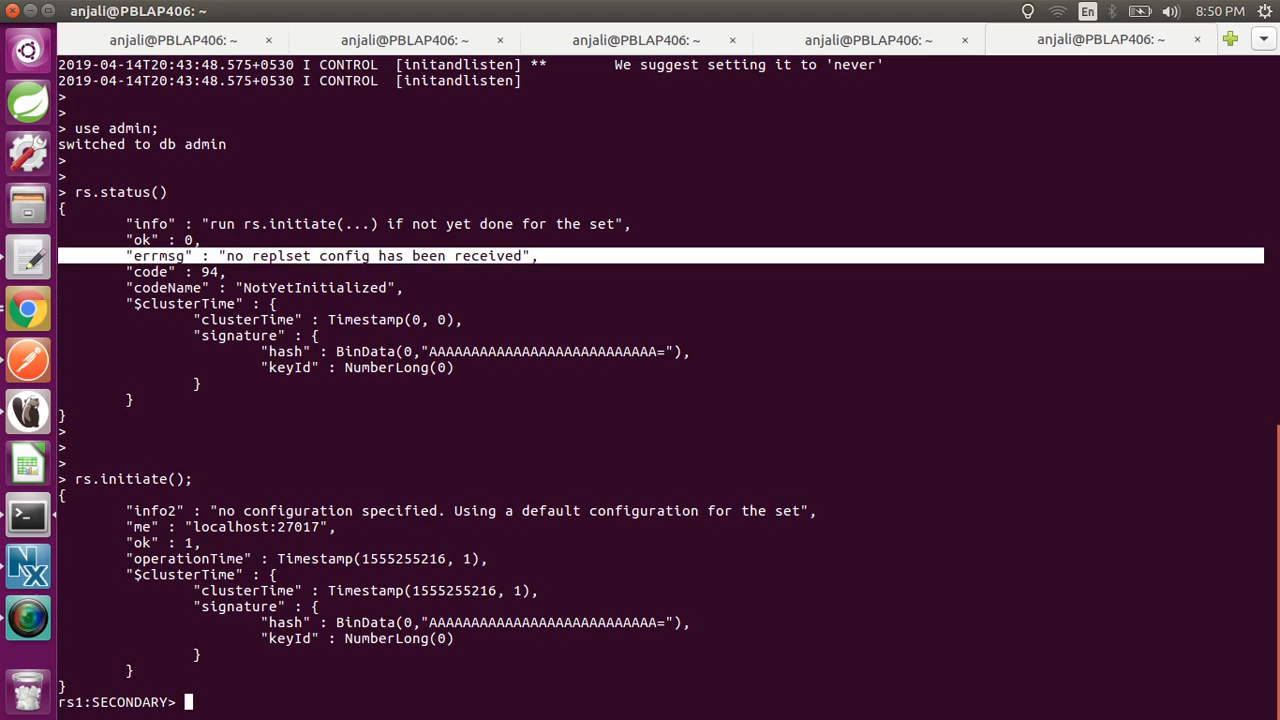 anjali@PBLAP406: ~
En
8:50 PM
anjali@PBLAP406: ~ × anjali@PBLAP406: ~ × anjali@PBLAP406: ~ × anjali@PBLAP406: ~ × anjali@PBLAP406: ~ ×
2019-04-14T20:43:48.575+0530 I CONTROL  [initandlisten] **        We suggest setting it to 'never'
2019-04-14T20:43:48.575+0530 I CONTROL  [initandlisten]
>
>
> use admin;
switched to db admin
>
>
> rs.status()
{
"info" : "run rs.initiate(...) if not yet done for the set",
"ok" : 0,
"errmsg" : "no replset config has been received",
"code" : 94,
"codeName" : "NotYetInitialized",
"$clusterTime" : {
"clusterTime" : Timestamp(0, 0),
"signature" : {
"hash" : BinData(0,"AAAAAAAAAAAAAAAAAAAAAAAAAAA="),
"keyId" : NumberLong(0)
}
}
}
>
>
>
> rs.initiate();
{
"info2" : "no configuration specified. Using a default configuration for the set",
"me" : "localhost:27017",
"ok" : 1,
"operationTime" : Timestamp(1555255216, 1),
"$clusterTime" : {
"clusterTime" : Timestamp(1555255216, 1),
"signature" : {
"hash" : BinData(0,"AAAAAAAAAAAAAAAAAAAAAAAAAAA="),
"keyId" : NumberLong(0)
}
}
}
rs1:SECONDARY>